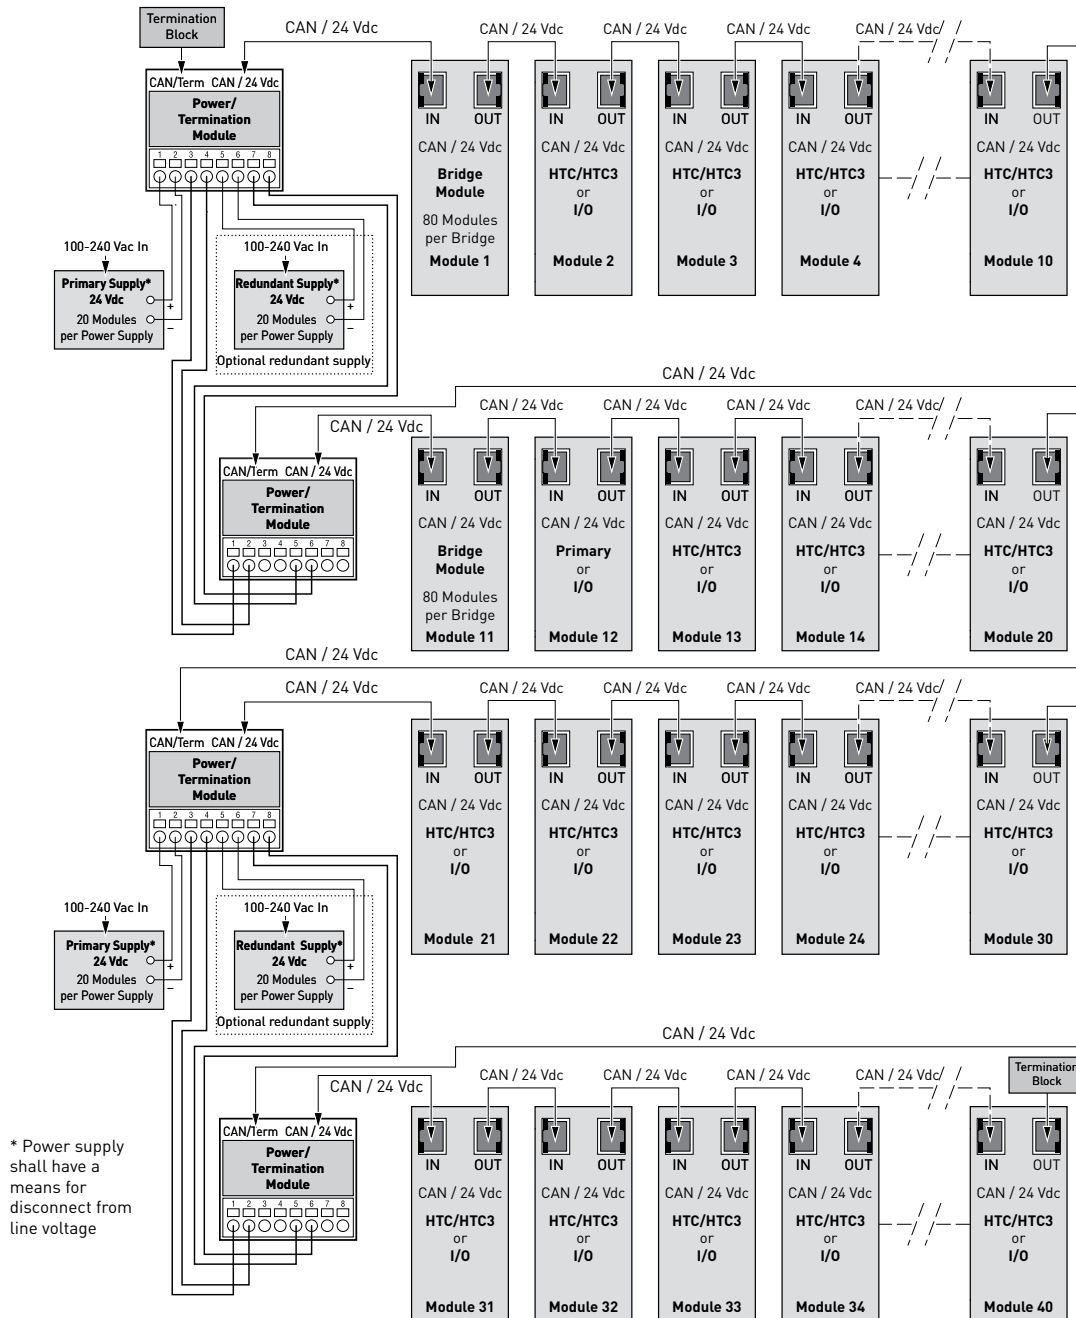 Termination
Block
CAN / 24 Vdc
CAN / 24 Vdc
CAN / 24 Vdc
CAN / 24 Vdc
CAN / 24 Vdc
CAN/Term CAN / 24 Vdc
Power/
Termination
Module
1 2 3 4 5 6 7 8
IN OUT
CAN / 24 Vdc
Bridge
Module
80 Modules
per Bridge
Module 1
IN OUT
CAN / 24 Vdc
HTC/HTC3
or
I/O
Module 2
IN OUT
CAN / 24 Vdc
HTC/HTC3
or
I/O
Module 3
IN OUT
CAN / 24 Vdc
HTC/HTC3
or
I/O
Module 4
IN OUT
CAN / 24 Vdc
HTC/HTC3
or
I/O
Module 10
100-240 Vac In
Primary Supply*
24 Vdc
20 Modules
per Power Supply
+
–
100-240 Vac In
Redundant Supply*
24 Vdc
20 Modules
per Power Supply
+
–
Optional redundant supply
CAN / 24 Vdc
CAN / 24 Vdc
CAN / 24 Vdc
CAN / 24 Vdc
CAN / 24 Vdc
CAN / 24 Vdc
CAN/Term CAN / 24 Vdc
Power/
Termination
Module
1 2 3 4 5 6 7 8
IN OUT
CAN / 24 Vdc
Bridge
Module
80 Modules
per Bridge
Module 11
IN OUT
CAN / 24 Vdc
Primary
or
I/O
Module 12
IN OUT
CAN / 24 Vdc
HTC/HTC3
or
I/O
Module 13
IN OUT
CAN / 24 Vdc
HTC/HTC3
or
I/O
Module 14
IN OUT
CAN / 24 Vdc
HTC/HTC3
or
I/O
Module 20
CAN / 24 Vdc
CAN / 24 Vdc
CAN / 24 Vdc
CAN / 24 Vdc
CAN / 24 Vdc
CAN / 24 Vdc
CAN/Term CAN / 24 Vdc
Power/
Termination
Module
1 2 3 4 5 6 7 8
IN OUT
CAN / 24 Vdc
HTC/HTC3
or
I/O
Module 21
IN OUT
CAN / 24 Vdc
HTC/HTC3
or
I/O
Module 22
IN OUT
CAN / 24 Vdc
HTC/HTC3
or
I/O
Module 23
IN OUT
CAN / 24 Vdc
HTC/HTC3
or
I/O
Module 24
IN OUT
CAN / 24 Vdc
HTC/HTC3
or
I/O
Module 30
100-240 Vac In
Primary Supply*
24 Vdc
20 Modules
per Power Supply
+
–
100-240 Vac In
Redundant Supply*
24 Vdc
20 Modules
per Power Supply
+
–
Optional redundant supply
CAN / 24 Vdc
CAN / 24 Vdc
CAN / 24 Vdc
CAN / 24 Vdc
CAN / 24 Vdc
CAN / 24 Vdc
Termination
Block
CAN/Term CAN / 24 Vdc
Power/
Termination
Module
1 2 3 4 5 6 7 8
IN OUT
CAN / 24 Vdc
HTC/HTC3
or
I/O
Module 31
IN OUT
CAN / 24 Vdc
HTC/HTC3
or
I/O
Module 32
IN OUT
CAN / 24 Vdc
HTC/HTC3
or
I/O
Module 33
IN OUT
CAN / 24 Vdc
HTC/HTC3
or
I/O
Module 34
IN OUT
CAN / 24 Vdc
HTC/HTC3
or
I/O
Module 40
* Power supply
shall have a
means for
disconnect from
line voltage